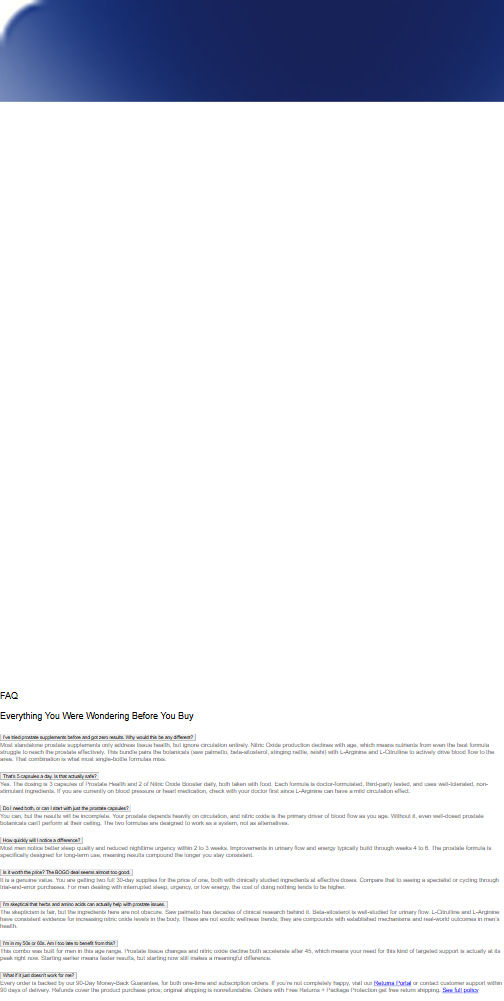 FAQ
Everything You Were Wondering Before You Buy
I've tried prostate supplements before and got zero results. Why would this be any different?
Most standalone prostate supplements only address tissue health, but ignore circulation entirely. Nitric Oxide production declines with age, which means nutrients from even the best formula
struggle to reach the prostate effectively. This bundle pairs the botanicals (saw palmetto, beta-sitosterol, stinging nettle, reishi) with L-Arginine and L-Citrulline to actively drive blood flow to the
area. That combination is what most single-bottle formulas miss.
That's 5 capsules a day. Is that actually safe?
Yes. The dosing is 3 capsules of Prostate Health and 2 of Nitric Oxide Booster daily, both taken with food. Each formula is doctor-formulated, third-party tested, and uses well-tolerated, non-
stimulant ingredients. If you are currently on blood pressure or heart medication, check with your doctor first since L-Arginine can have a mild circulation effect.
Do I need both, or can I start with just the prostate capsules?
You can, but the results will be incomplete. Your prostate depends heavily on circulation, and nitric oxide is the primary driver of blood flow as you age. Without it, even well-dosed prostate
botanicals can't perform at their ceiling. The two formulas are designed to work as a system, not as alternatives.
How quickly will I notice a difference?
Most men notice better sleep quality and reduced nighttime urgency within 2 to 3 weeks. Improvements in urinary flow and energy typically build through weeks 4 to 6. The prostate formula is
specifically designed for long-term use, meaning results compound the longer you stay consistent.
Is it worth the price? The BOGO deal seems almost too good.
It is a genuine value. You are getting two full 30-day supplies for the price of one, both with clinically studied ingredients at effective doses. Compare that to seeing a specialist or cycling through
trial-and-error purchases. For men dealing with interrupted sleep, urgency, or low energy, the cost of doing nothing tends to be higher.
I'm skeptical that herbs and amino acids can actually help with prostate issues.
The skepticism is fair, but the ingredients here are not obscure. Saw palmetto has decades of clinical research behind it. Beta-sitosterol is well-studied for urinary flow. L-Citrulline and L-Arginine
have consistent evidence for increasing nitric oxide levels in the body. These are not exotic wellness trends; they are compounds with established mechanisms and real-world outcomes in men's
health.
I'm in my 50s or 60s. Am I too late to benefit from this?
This combo was built for men in this age range. Prostate tissue changes and nitric oxide decline both accelerate after 45, which means your need for this kind of targeted support is actually at its
peak right now. Starting earlier means faster results, but starting now still makes a meaningful difference.
What if it just doesn't work for me?
Every order is backed by our 90-Day Money-Back Guarantee, for both one-time and subscription orders. If you're not completely happy, visit our Returns Portal or contact customer support within
90 days of delivery. Refunds cover the product purchase price; original shipping is nonrefundable. Orders with Free Returns + Package Protection get free return shipping. See full policy